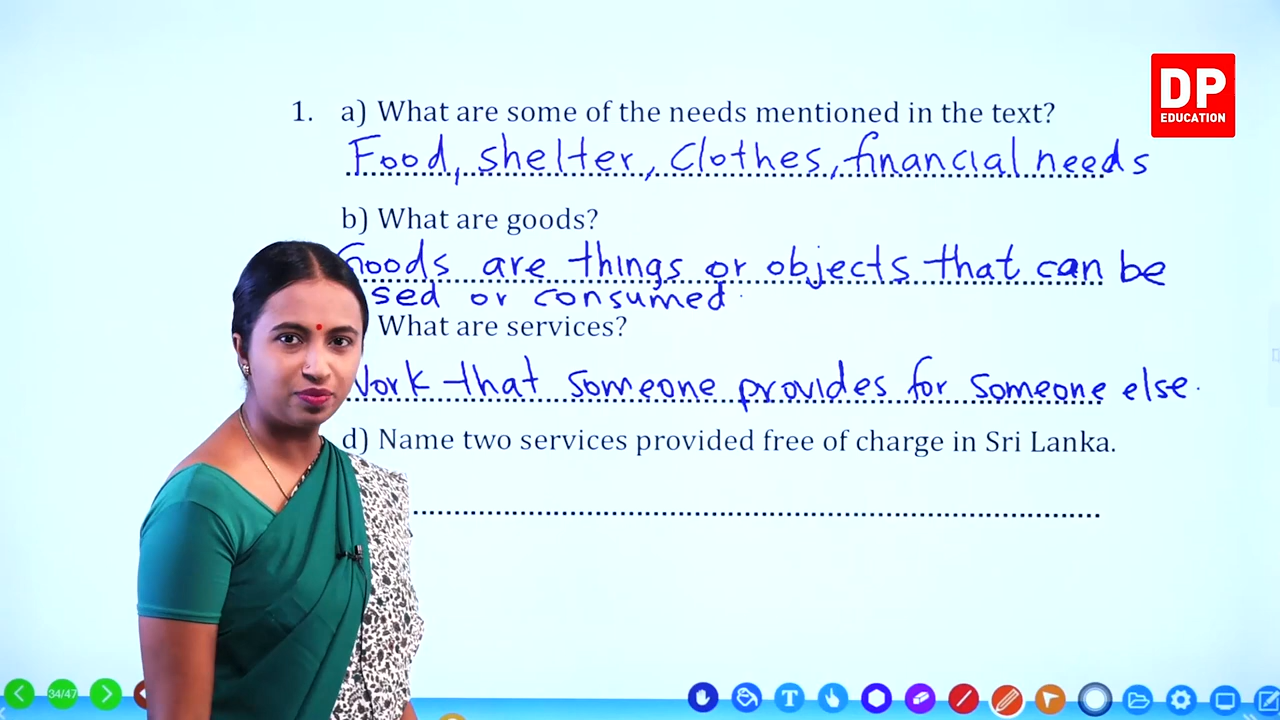 DP
EDUCATION
1. a) What are some of the needs mentioned in the text?
Food, shelter, Clothes, financial needs
b) What are goods?
Goods are things or objects that can be
sed or consumed.
What are services?
Work that someone provides for someone else.
d) Name two services provided free of charge in Sri Lanka.
34/47
T